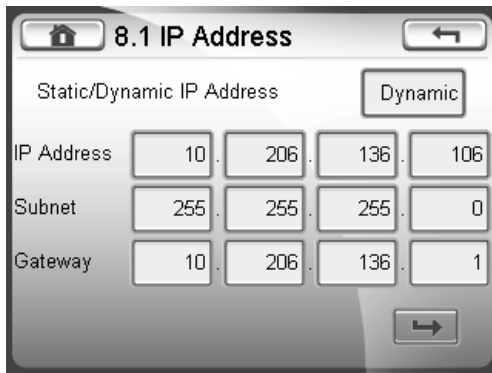 8.1 IP Address
Static/Dynamic IP Address Dynamic
IP Address 10 . 206 . 136 . 106
Subnet 255 . 255 . 255 . 0
Gateway 10 . 206 . 136 . 1